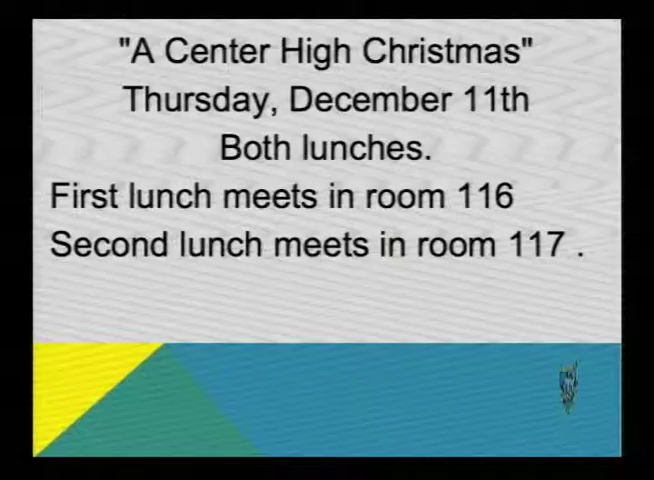 "A Center High Christmas"
Thursday, December 11th
Both lunches.
First lunch meets in room 116
Second lunch meets in room 117 .